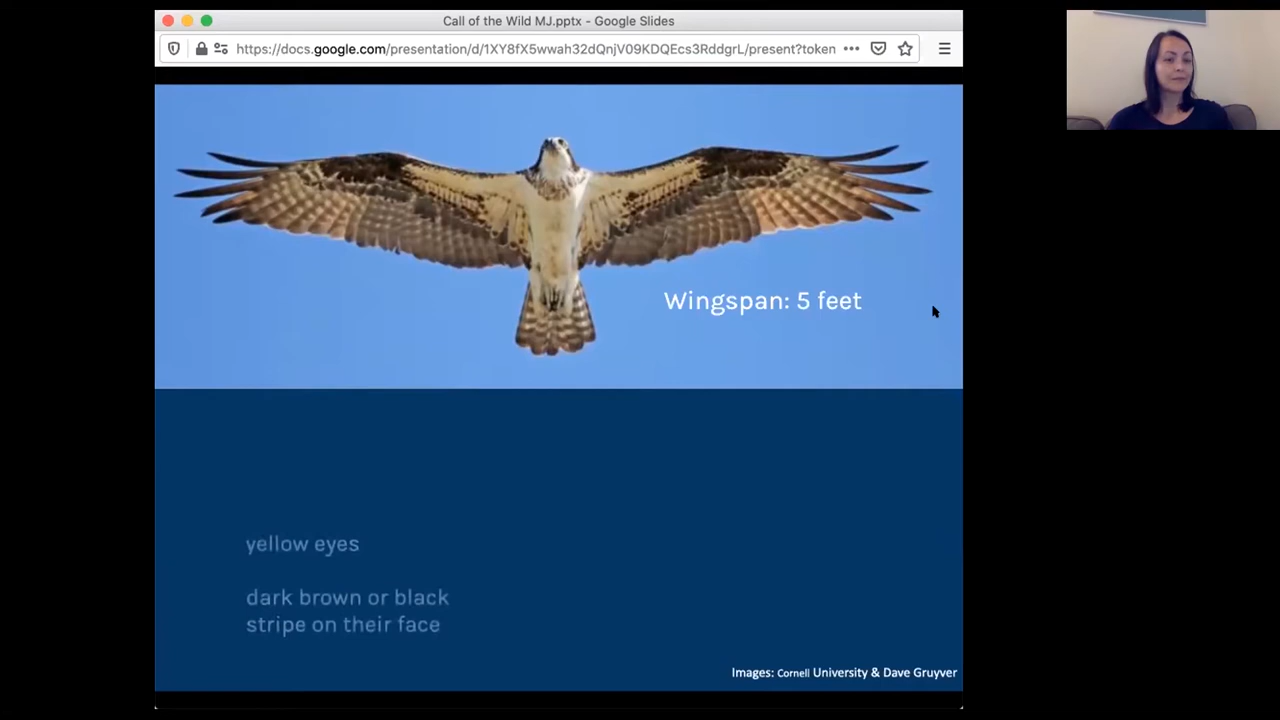 Call of the Wild MJ.pptx - Google Slides
https://docs.google.com/presentation/d/1XY8fX5wwah32dQnjV09KDQEcs3RddgrL/present?token
Wingspan: 5 feet
yellow eyes
dark brown or black
stripe on their face
Images: Cornell University & Dave Gruyver